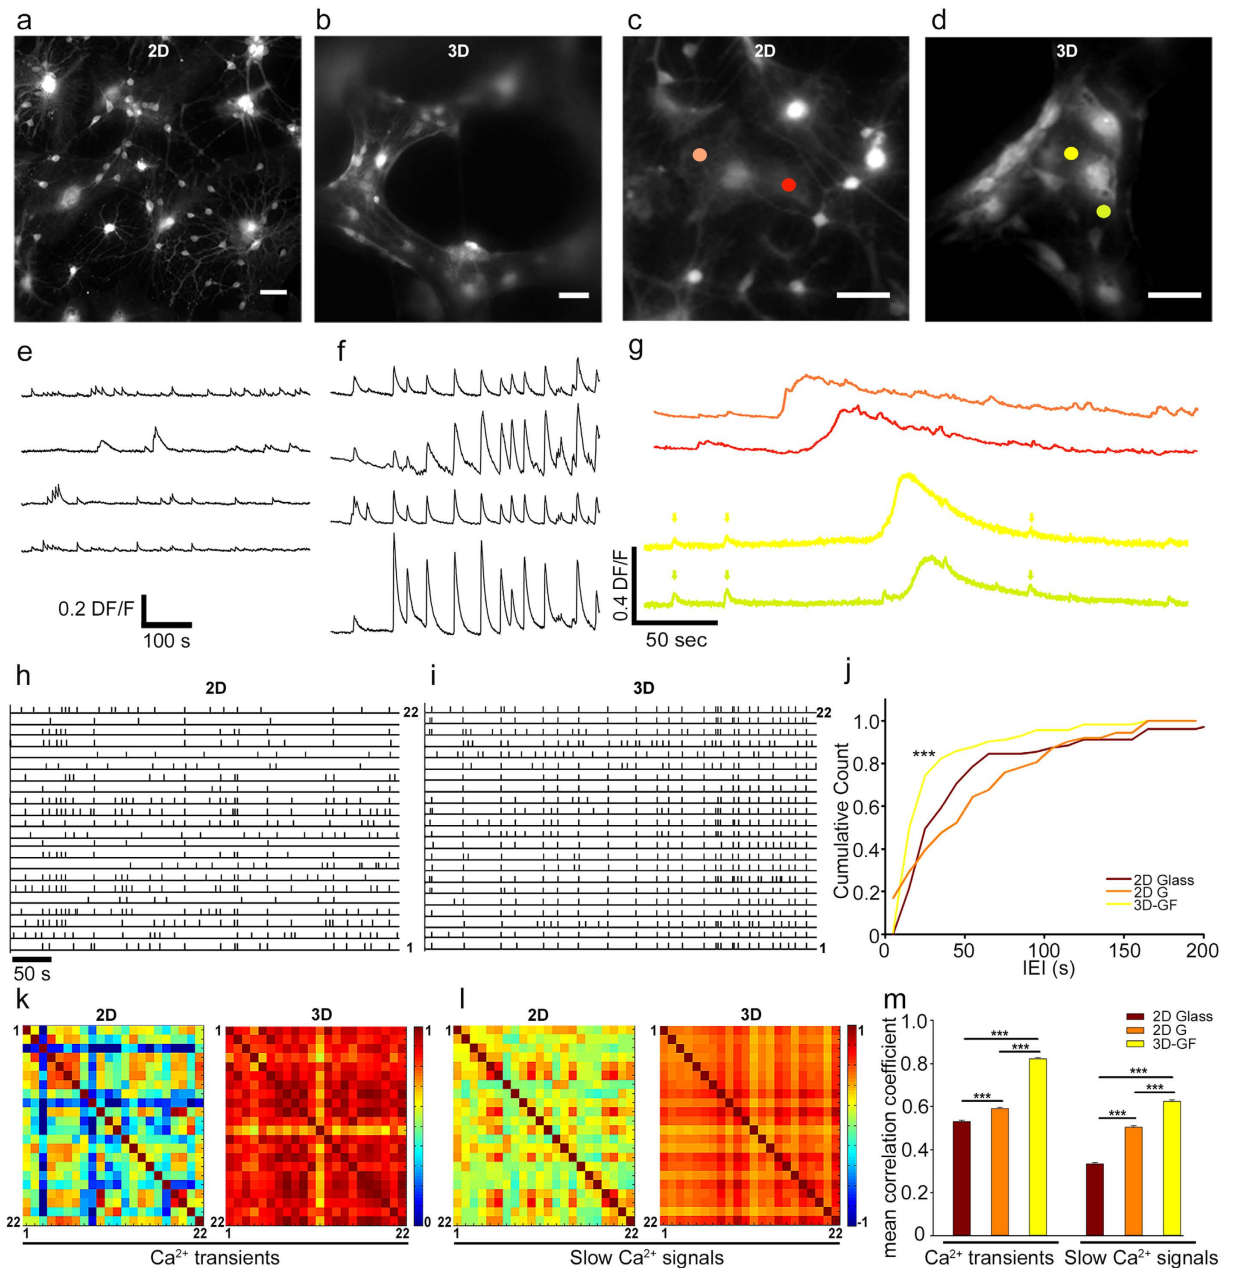 a
b
c
d
2D
3D
2D
3D
e
f
g
0.2 DF/F
100 s
0.4 DF/F
50 sec
h
2D
i
3D
j
22
1
22
1
50 s
Cumulative Count
1.0
0.8
0.6
0.4
0.2
0
50
100
150
200
IEI (s)
***
2D Glass
2D G
3D-GF
k
2D
3D
l
2D
3D
m
1
22
1
22
1
22
1
0
1
22
1
22
1
22
1
-1
Ca²⁺ transients
Slow Ca²⁺ signals
mean correlation coefficient
1.0
0.8
0.6
0.4
0.2
0
2D Glass
2D G
3D-GF
***
***
***
***
***
***
Ca²⁺ transients
Slow Ca²⁺ signals